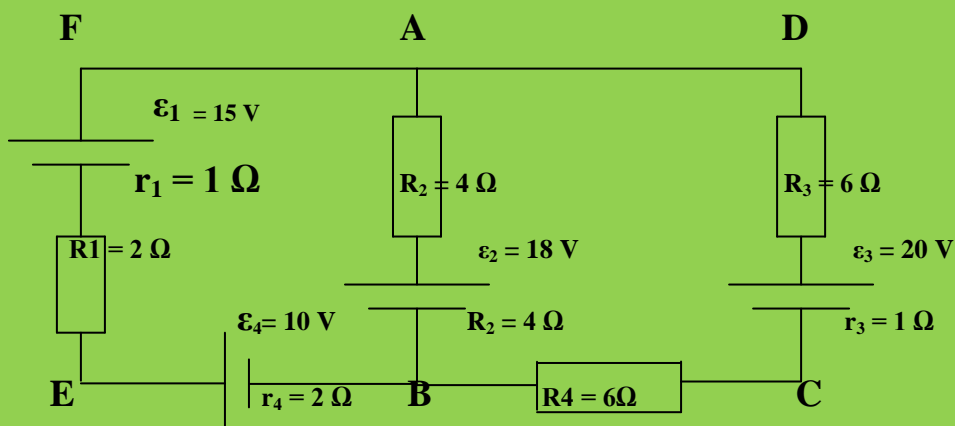 F A D
ε1 = 15 V
r1 = 1 Ω R2 = 4 Ω R3 = 6 Ω
R1 = 2 Ω ε2 = 18 V ε3 = 20 V
ε4= 10 V R2 = 4 Ω r3 = 1 Ω
E r4 = 2 Ω B R4 = 6Ω C